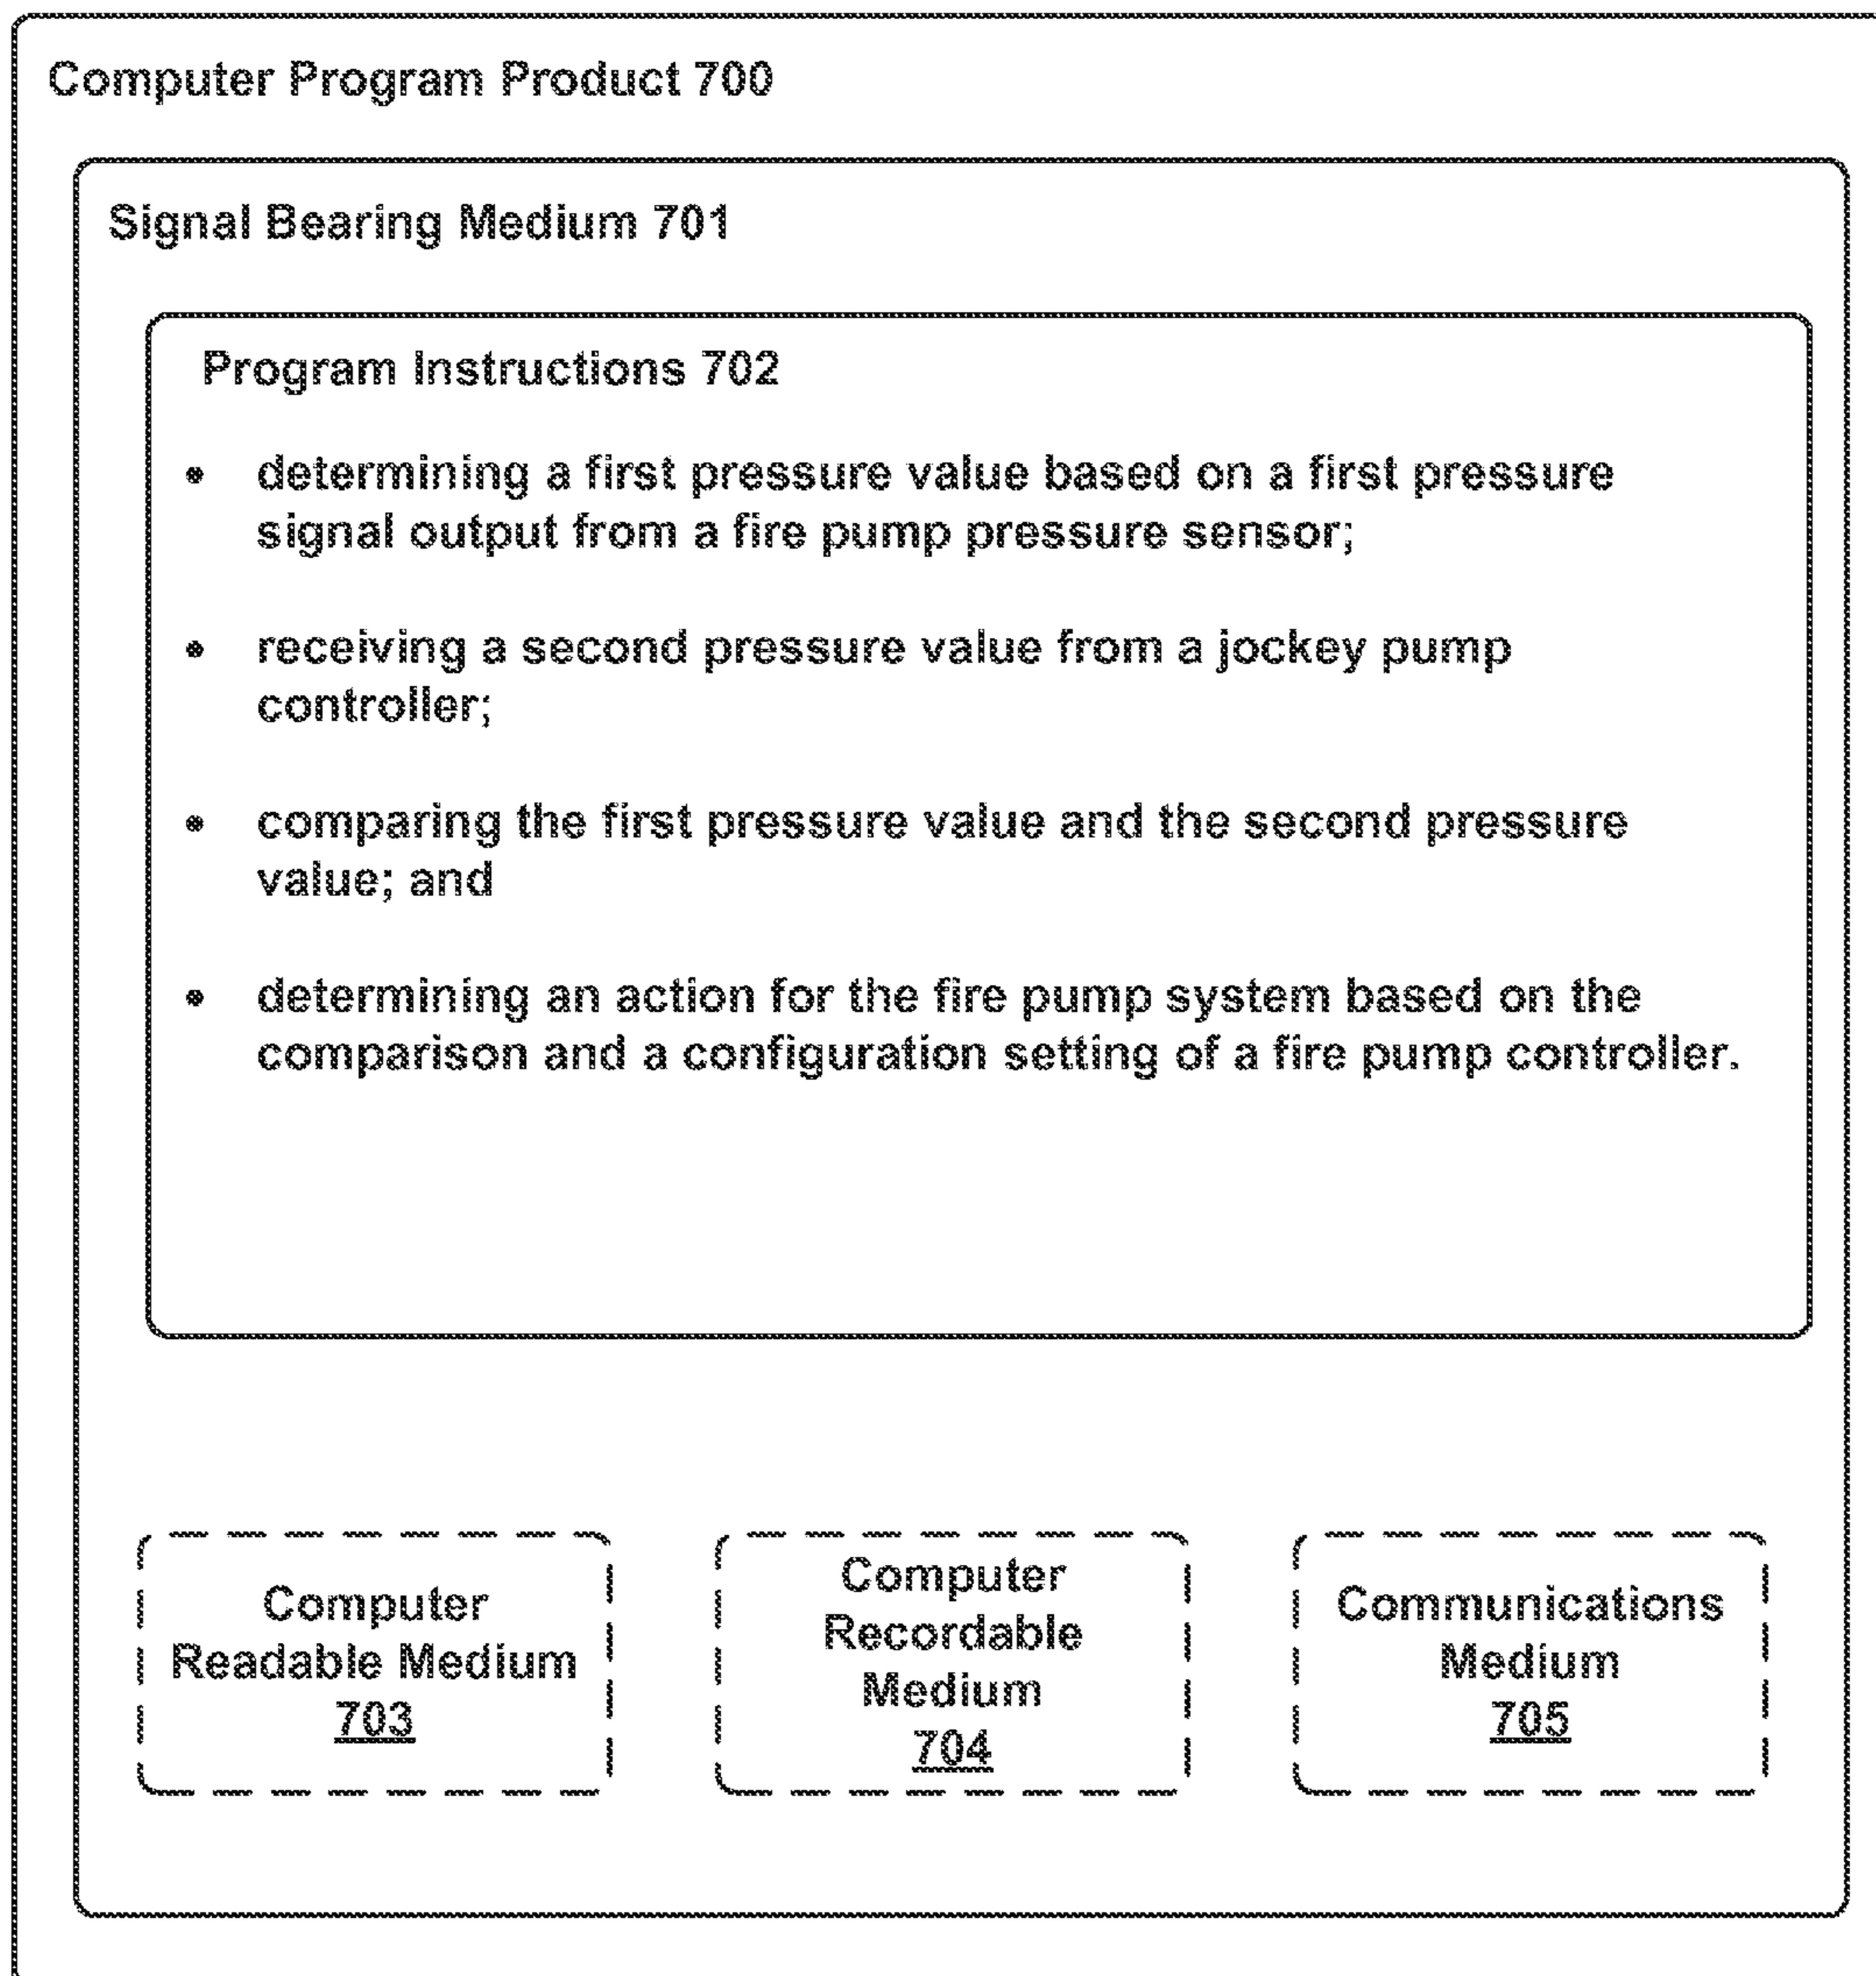 Computer Program Product 700
Signal Bearing Medium 701
Program Instructions 702
• determining a first pressure value based on a first pressure
signal output from a fire pump pressure sensor;
• receiving a second pressure value from a jockey pump
controller;
• comparing the first pressure value and the second pressure
value; and
• determining an action for the fire pump system based on the
comparison and a configuration setting of a fire pump controller.
Computer
Readable Medium
703
Computer
Recordable
Medium
704
Communications
Medium
705